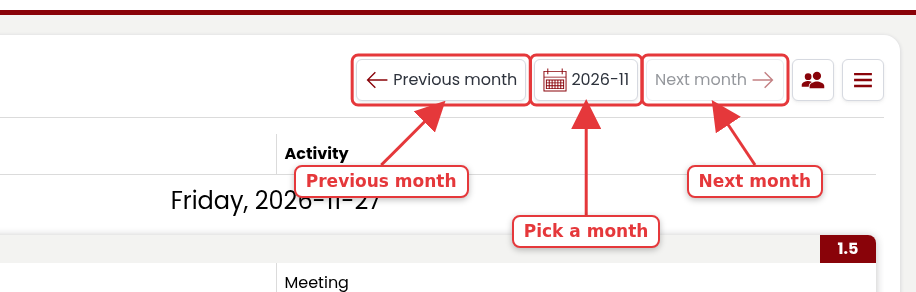 Previous month
2026-11
Next month
Activity
Previous month
Next month
Friday, 2026-11-27
Pick a month
1.5
Meeting